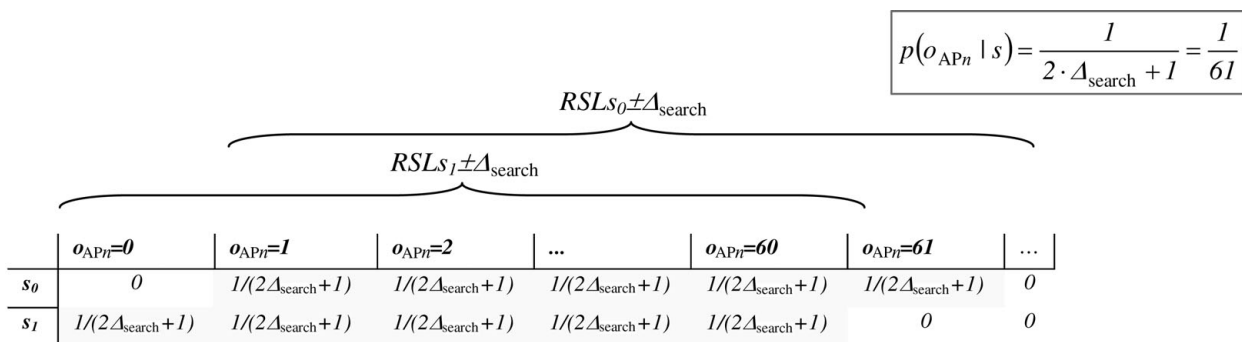 p(o_APn | s) = 1 / (2 · Δ_search + 1) = 1 / 61
RSLs_0±Δ_search
RSLs_1±Δ_search
o_APn=0 o_APn=1 o_APn=2 ... o_APn=60 o_APn=61 ...
s_0 0 1/(2Δ_search+1) 1/(2Δ_search+1) 1/(2Δ_search+1) 1/(2Δ_search+1) 1/(2Δ_search+1) 0
s_1 1/(2Δ_search+1) 1/(2Δ_search+1) 1/(2Δ_search+1) 1/(2Δ_search+1) 1/(2Δ_search+1) 0 0